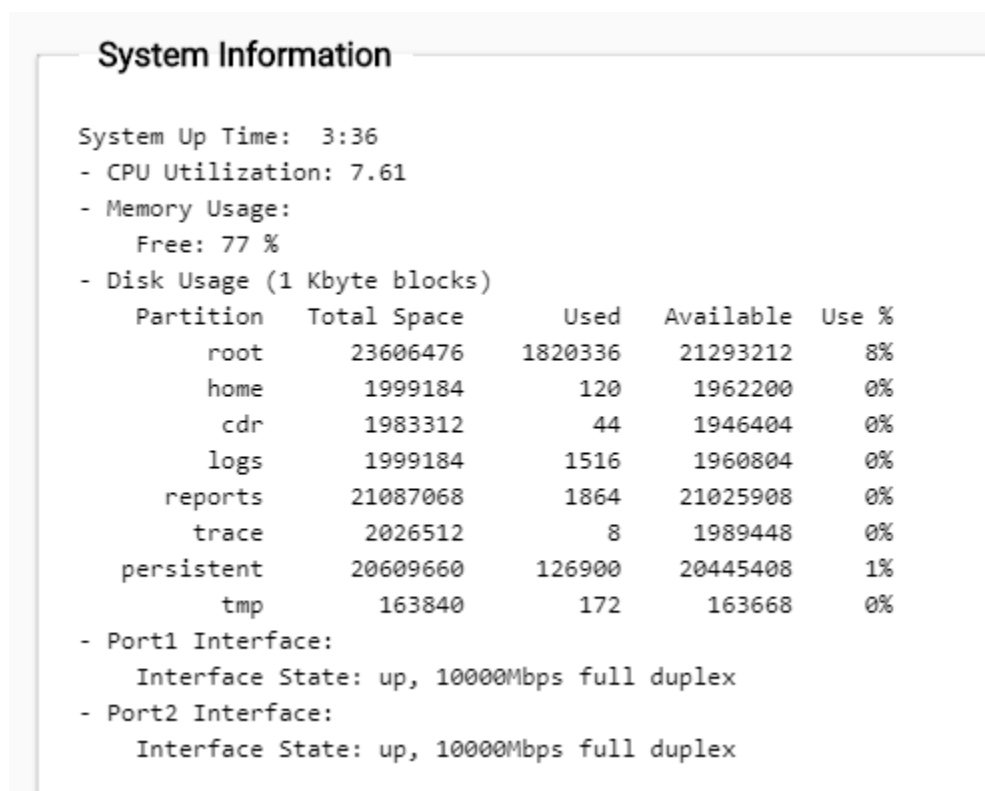 System Information
System Up Time:  3:36
- CPU Utilization: 7.61
- Memory Usage:
    Free: 77 %
- Disk Usage (1 Kbyte blocks)
    Partition   Total Space       Used   Available  Use %
         root      23606476    1820336    21293212     8%
         home       1999184        120     1962200     0%
          cdr       1983312         44     1946404     0%
         logs       1999184       1516     1960804     0%
      reports      21087068       1864    21025908     0%
        trace       2026512          8     1989448     0%
   persistent      20609660     126900    20445408     1%
          tmp        163840        172      163668     0%
- Port1 Interface:
    Interface State: up, 10000Mbps full duplex
- Port2 Interface:
    Interface State: up, 10000Mbps full duplex